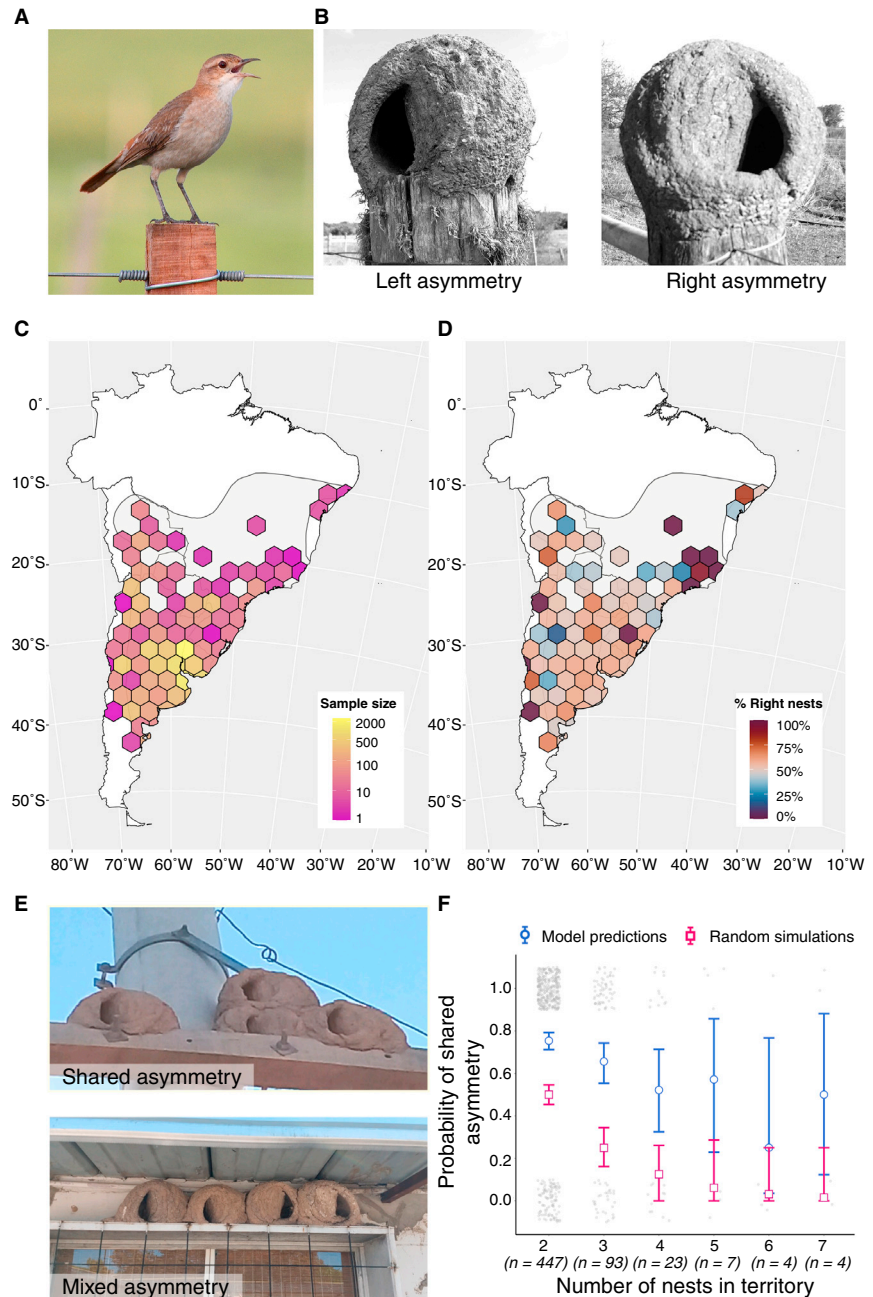 A
B
Left asymmetry
Right asymmetry
C
D
0°
10°S
20°S
30°S
40°S
50°S
80°W 70°W 60°W 50°W 40°W 30°W 20°W 10°W
Sample size
2000
500
100
10
1
0°
10°S
20°S
30°S
40°S
50°S
80°W 70°W 60°W 50°W 40°W 30°W 20°W 10°W
% Right nests
100%
75%
50%
25%
0%
E
Shared asymmetry
Mixed asymmetry
F
Model predictions
Random simulations
Probability of shared
asymmetry
1.0
0.8
0.6
0.4
0.2
0.0
2 3 4 5 6 7
(n = 447) (n = 93) (n = 23) (n = 7) (n = 4) (n = 4)
Number of nests in territory